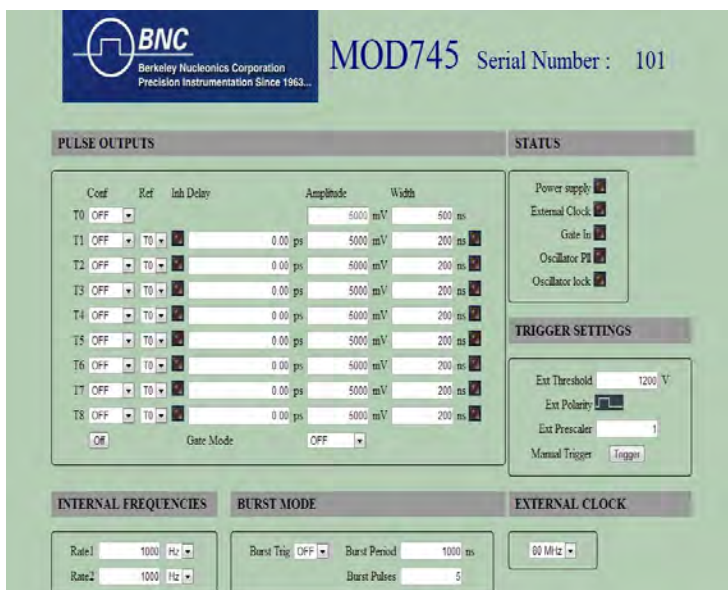 BNC
Berkeley Nucleonics Corporation
Precision Instrumentation Since 1963...
MOD745 Serial Number : 101
PULSE OUTPUTS
Conf Ref Inh Delay Amplitude Width
T0 OFF 5000 mV 500 ns
T1 OFF T0 0.00 ps 5000 mV 200 ns
T2 OFF T0 0.00 ps 5000 mV 200 ns
T3 OFF T0 0.00 ps 5000 mV 200 ns
T4 OFF T0 0.00 ps 5000 mV 200 ns
T5 OFF T0 0.00 ps 5000 mV 200 ns
T6 OFF T0 0.00 ps 5000 mV 200 ns
T7 OFF T0 0.00 ps 5000 mV 200 ns
T8 OFF T0 0.00 ps 5000 mV 200 ns
Off Gate Mode OFF
STATUS
Power supply
External Clock
Gate In
Oscillator Pll
Oscillator lock
TRIGGER SETTINGS
Ext Threshold 1200 V
Ext Polarity
Ext Prescaler 1
Manual Trigger Trigger
INTERNAL FREQUENCIES
Rate1 1000 Hz
Rate2 1000 Hz
BURST MODE
Burst Trig OFF Burst Period 1000 ns
Burst Pulses 5
EXTERNAL CLOCK
80 MHz